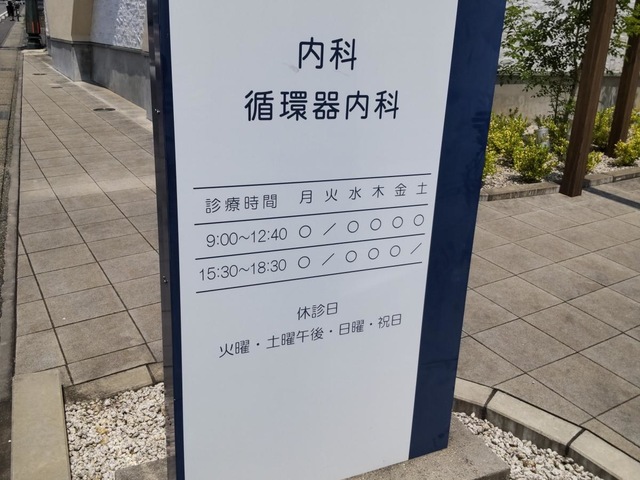 内科
循環器内科
診療時間 月 火 水 木 金 土
9:00~12:40 ○ / ○ ○ ○ ○
15:30~18:30 ○ / ○ ○ ○ /
休診日
火曜・土曜午後・日曜・祝日